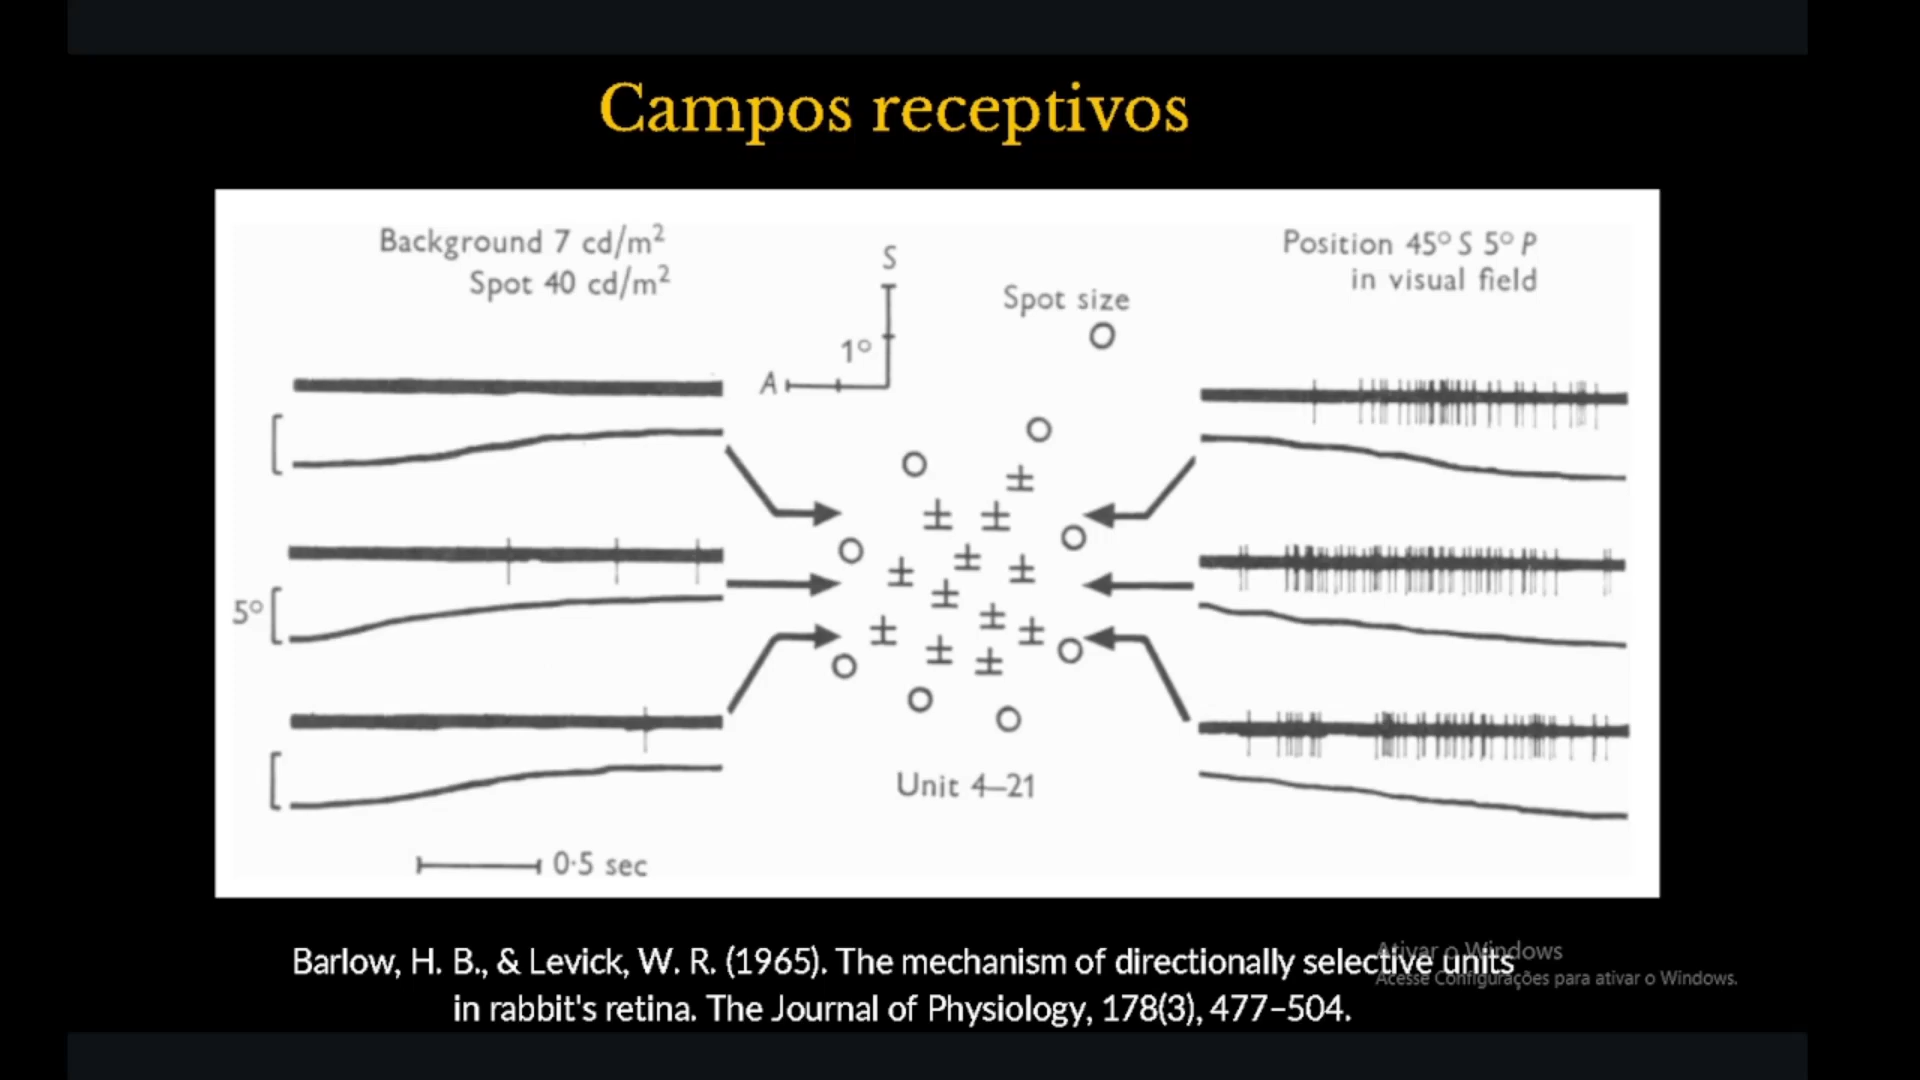 Campos receptivos
Background 7 cd/m²
Spot 40 cd/m²
S
1°
A
Spot size
Position 45° S 5° P
in visual field
± 
± ±
± ± ±
±
± ± ±
± ±
5°
Unit 4–21
0·5 sec
Barlow, H. B., & Levick, W. R. (1965). The mechanism of directionally selective units
in rabbit's retina. The Journal of Physiology, 178(3), 477–504.
Ativar o Windows
Acesse Configurações para ativar o Windows.